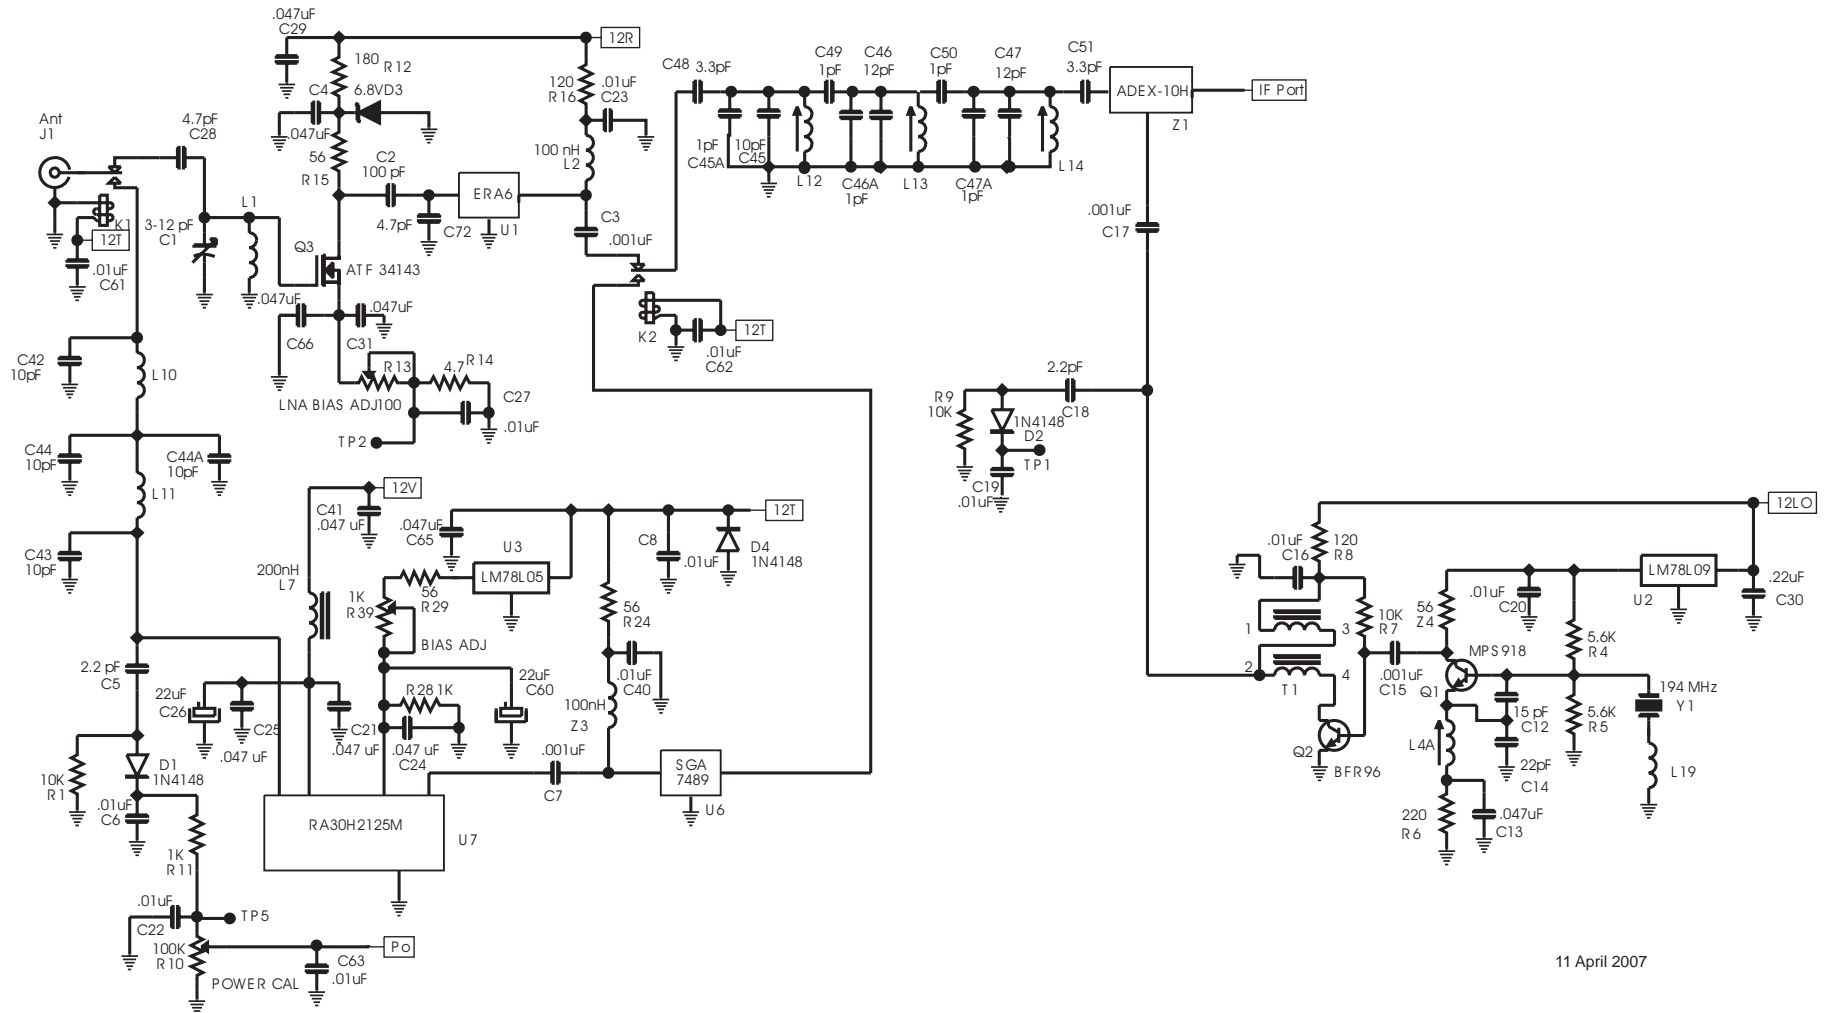 .047uF
C29
12R
180
R12
C4
6.8V
D3
.047uF
56
R15
120
R16
.01uF
C23
100 nH
L2
C48
3.3pF
C49
1pF
C46
12pF
C50
1pF
C47
12pF
C51
3.3pF
ADEX-10H
Z1
IF Port
1pF
C45A
10pF
C45
L12
C46A
1pF
L13
C47A
1pF
L14
Ant
J1
4.7pF
C28
K1
12T
.01uF
C61
3-12 pF
C1
L1
C2
100 pF
4.7pF
C72
ERA6
U1
C3
.001uF
Q3
ATF 34143
.047uF
C66
.047uF
C31
R13
4.7
R14
LNA BIAS ADJ
100
C27
.01uF
TP2
K2
.01uF
C62
12T
.001uF
C17
2.2pF
C18
R9
10K
1N4148
D2
TP1
C19
.01uF
C42
10pF
L10
C44
10pF
C44A
10pF
L11
C43
10pF
12V
C41
.047 uF
200nH
L7
.047uF
C65
U3
LM78L05
56
R29
1K
R39
BIAS ADJ
12T
C8
.01uF
D4
1N4148
56
R24
.01uF
C40
100nH
Z3
22uF
C60
R28
1K
.047 uF
C24
2.2 pF
C5
22uF
C26
C25
.047 uF
C21
.047 uF
D1
1N4148
10K
R1
.01uF
C6
1K
R11
.001uF
C7
SGA
7489
U6
RA30H2125M
U7
.01uF
C22
TP5
100K
R10
POWER CAL
Po
C63
.01uF
12LO
.01uF
C16
120
R8
1
3
2
4
T1
10K
R7
.001uF
C15
56
Z4
.01uF
C20
LM78L09
U2
.22uF
C30
5.6K
R4
MPS918
Q1
15 pF
C12
5.6K
R5
194 MHz
Y1
L4A
22pF
C14
L19
Q2
BFR96
220
R6
.047uF
C13
11 April 2007